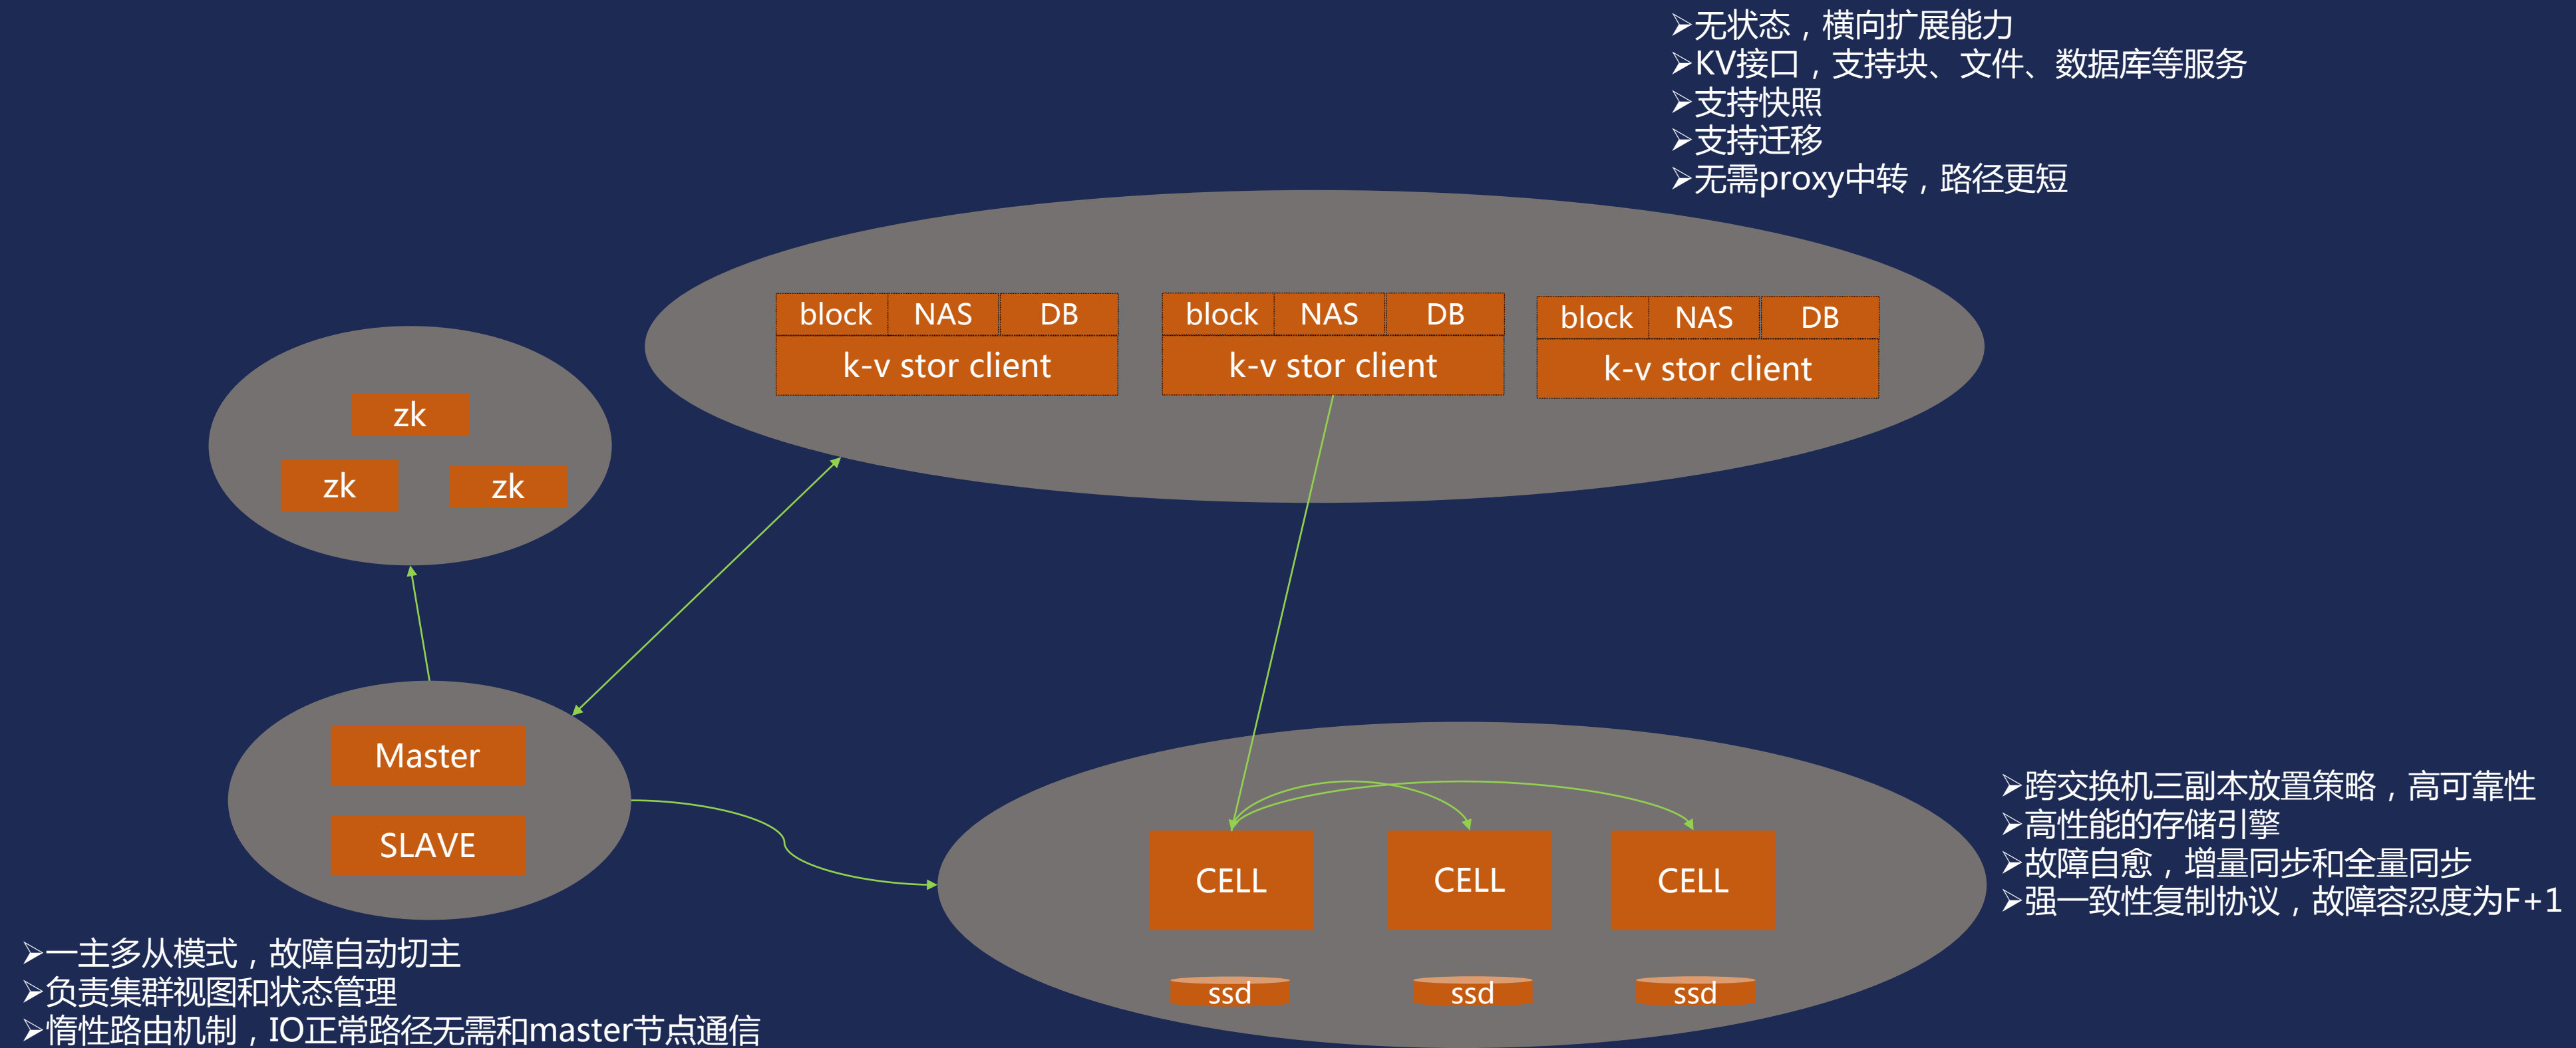 ➢无状态，横向扩展能力
➢KV接口，支持块、文件、数据库等服务
➢支持快照
➢支持迁移
➢无需proxy中转，路径更短
block NAS DB
k-v stor client
block NAS DB
k-v stor client
block NAS DB
k-v stor client
zk
zk
zk
Master
SLAVE
➢一主多从模式，故障自动切主
➢负责集群视图和状态管理
➢惰性路由机制，IO正常路径无需和master节点通信
CELL
CELL
CELL
ssd
ssd
ssd
➢跨交换机三副本放置策略，高可靠性
➢高性能的存储引擎
➢故障自愈，增量同步和全量同步
➢强一致性复制协议，故障容忍度为F+1